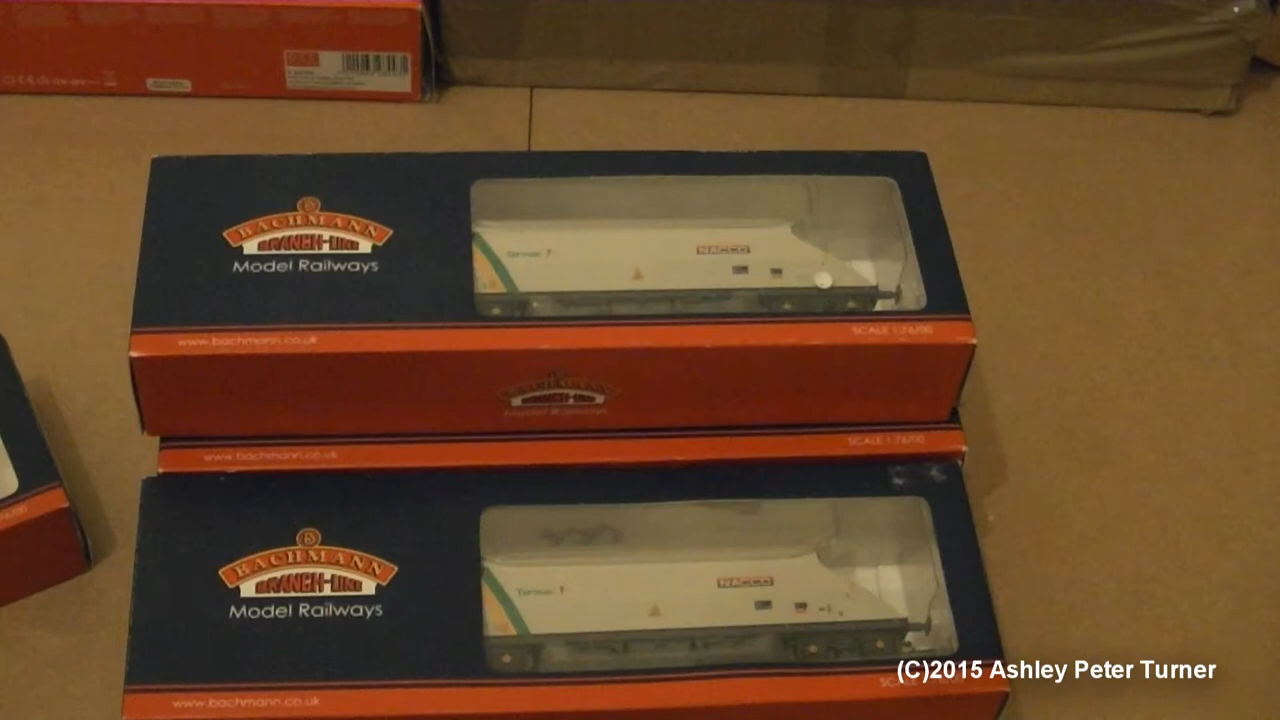 BACHMANN
BRANCH-LINE
Model Railways
Tarmac
NACCO
www.bachmann.co.uk
SCALE 1:76/00
BACHMANN
BRANCH-LINE
Model Railways
www.bachmann.co.uk
SCALE 1:76/00
BACHMANN
BRANCH-LINE
Model Railways
Tarmac
NACCO
(C)2015 Ashley Peter Turner
www.bachmann.co.uk